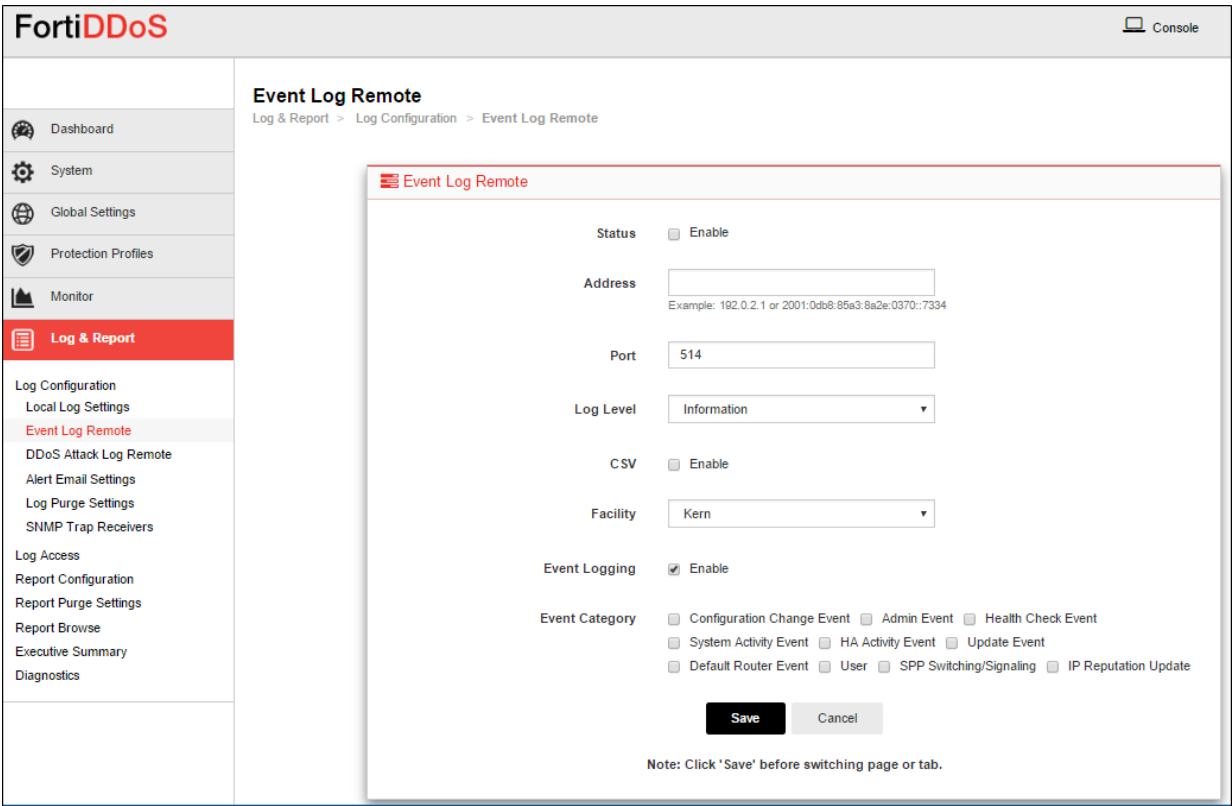 FortiDDoS
Console
Event Log Remote
Log & Report > Log Configuration > Event Log Remote
Dashboard
System
Global Settings
Protection Profiles
Monitor
Log & Report
Log Configuration
Local Log Settings
Event Log Remote
DDoS Attack Log Remote
Alert Email Settings
Log Purge Settings
SNMP Trap Receivers
Log Access
Report Configuration
Report Purge Settings
Report Browse
Executive Summary
Diagnostics
Event Log Remote
Status Enable
Address
Example: 192.0.2.1 or 2001:0db8:85a3:8a2e:0370::7334
Port 514
Log Level Information
CSV Enable
Facility Kern
Event Logging Enable
Event Category Configuration Change Event Admin Event Health Check Event
System Activity Event HA Activity Event Update Event
Default Router Event User SPP Switching/Signaling IP Reputation Update
Save Cancel
Note: Click 'Save' before switching page or tab.